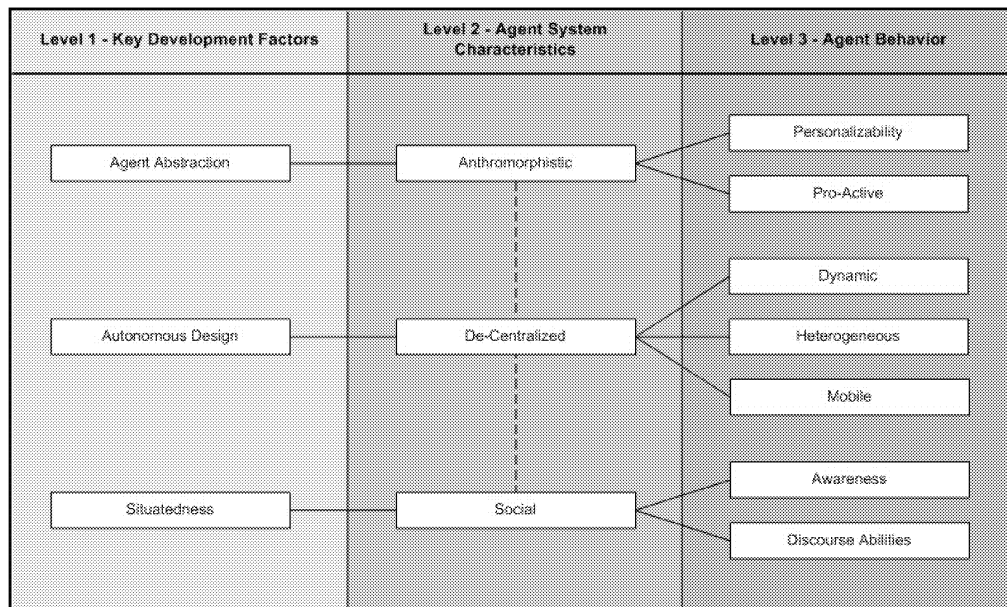 Level 1 - Key Development Factors
Level 2 - Agent System
Characteristics
Level 3 - Agent Behavior
Agent Abstraction
Anthromorphistic
Personalizability
Pro-Active
Autonomous Design
De-Centralized
Dynamic
Heterogeneous
Mobile
Situatedness
Social
Awareness
Discourse Abilities